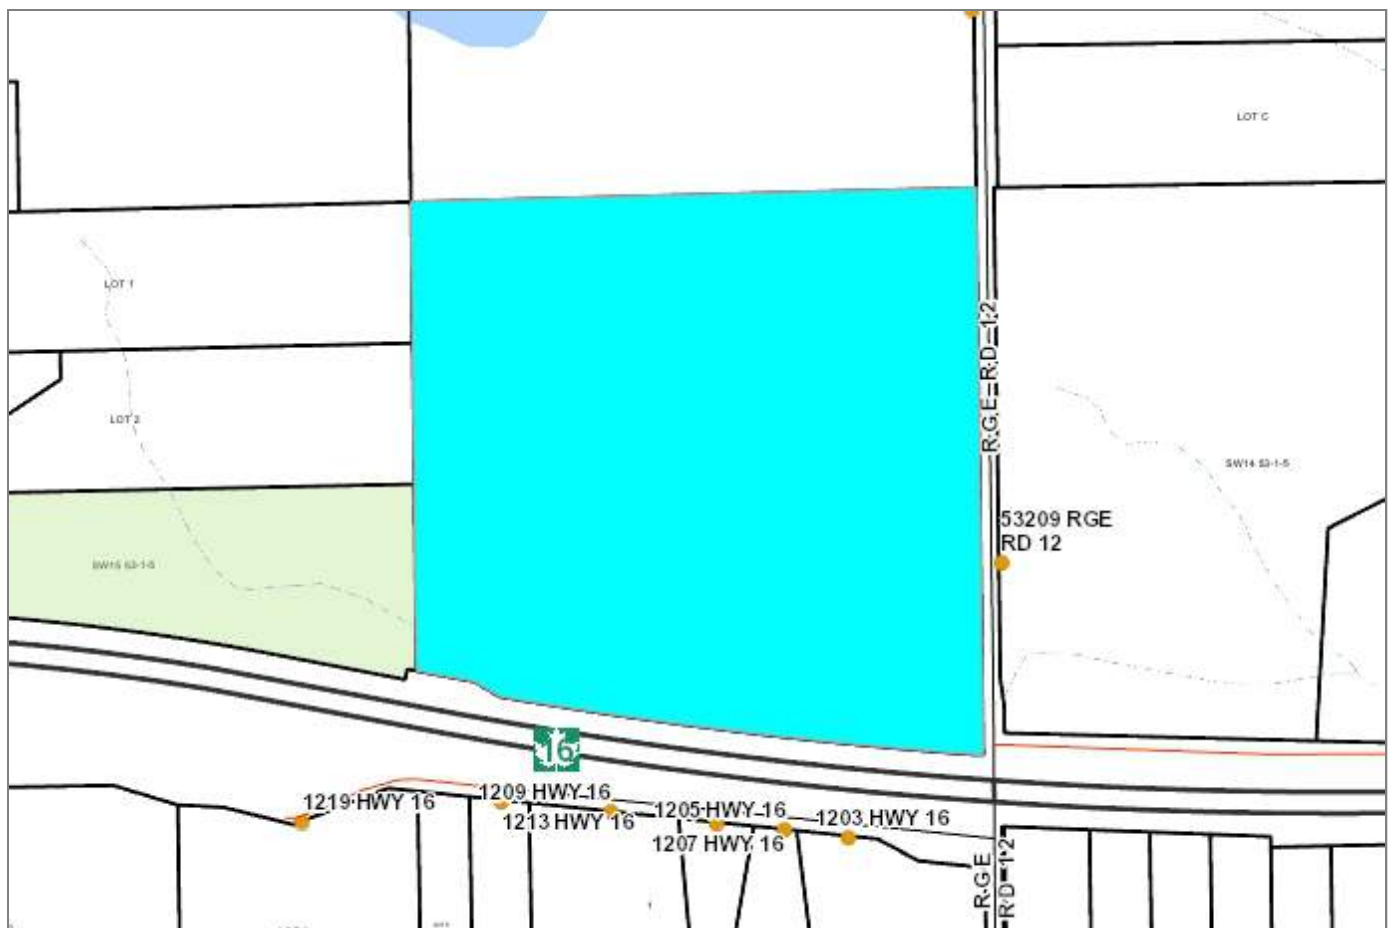 LOT C
LOT 1
RGE RD 12
LOT 2
SW14 53-1-5
53209 RGE
RD 12
SW15 53-1-5
16
1219 HWY 16
1209 HWY 16
1213 HWY 16
1205 HWY 16
1207 HWY 16
1203 HWY 16
RGE
RD 12